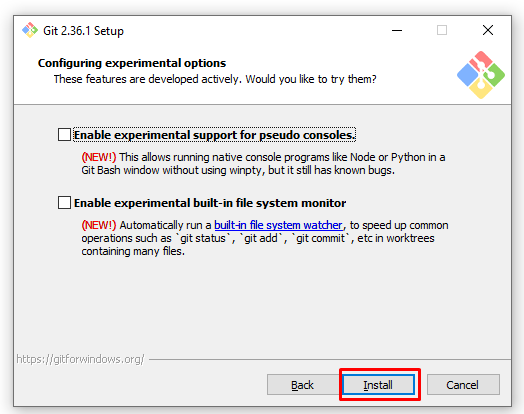 Git 2.36.1 Setup
Configuring experimental options
These features are developed actively. Would you like to try them?
Enable experimental support for pseudo consoles.
(NEW!) This allows running native console programs like Node or Python in a
Git Bash window without using winpty, but it still has known bugs.
Enable experimental built-in file system monitor
(NEW!) Automatically run a built-in file system watcher, to speed up common
operations such as `git status`, `git add`, `git commit`, etc in worktrees
containing many files.
https://gitforwindows.org/
Back Install Cancel